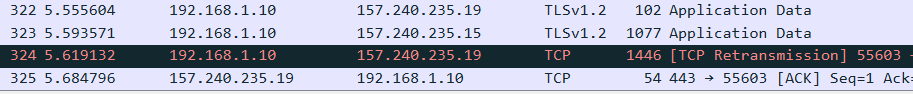 322 5.555604 192.168.1.10 157.240.235.19 TLSv1.2 102 Application Data
323 5.593571 192.168.1.10 157.240.235.15 TLSv1.2 1077 Application Data
324 5.619132 192.168.1.10 157.240.235.19 TCP 1446 [TCP Retransmission] 55603
325 5.684796 157.240.235.19 192.168.1.10 TCP 54 443 → 55603 [ACK] Seq=1 Ack=